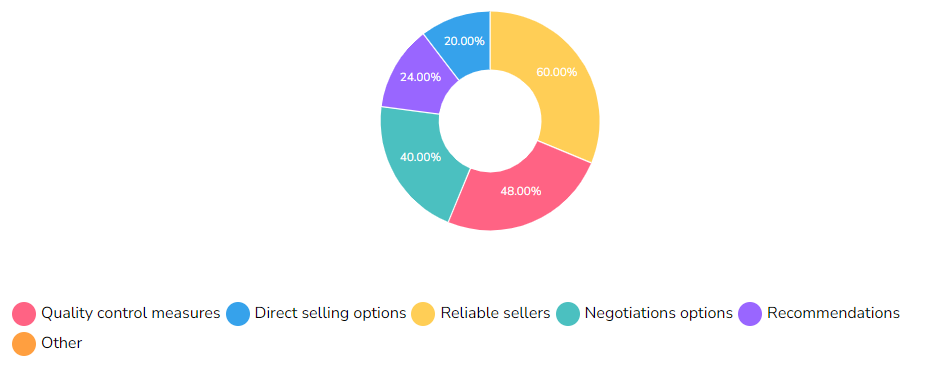 20.00%
60.00%
24.00%
40.00%
48.00%
Quality control measures Direct selling options Reliable sellers Negotiations options Recommendations
Other